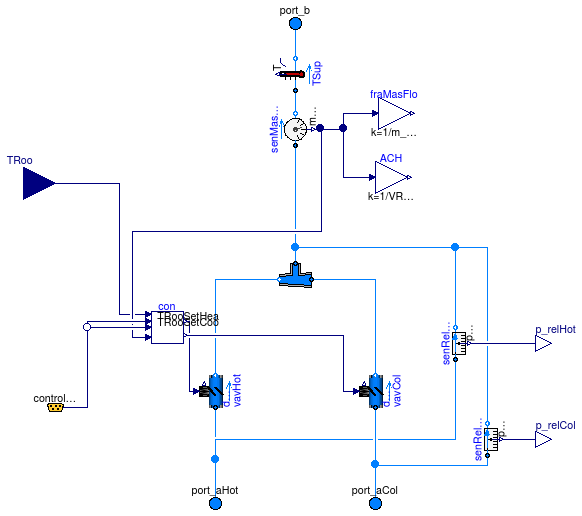 port_b
T
TSup
fraMasFlo
senMas...
m...
k=1/m_...
TRoo
ACH
k=1/VR...
con
TRooSetHea
TRooSetCoo
senRel...
p...
p_relHot
control...
d...
vavHot
d...
vavCol
senRel...
p...
p_relCol
port_aHot
port_aCol